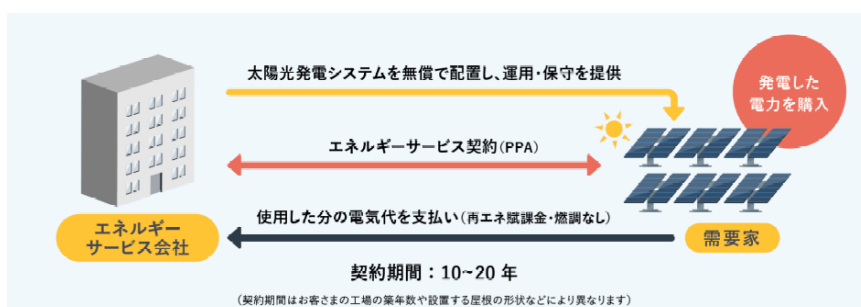 太陽光発電システムを無償で配置し、運用・保守を提供
発電した
電力を購入
エネルギーサービス契約(PPA)
使用した分の電気代を支払い(再エネ賦課金・燃調なし)
エネルギー
サービス会社
需要家
契約期間：10~20 年
(契約期間はお客さまの工場の築年数や設置する屋根の形状などにより異なります)